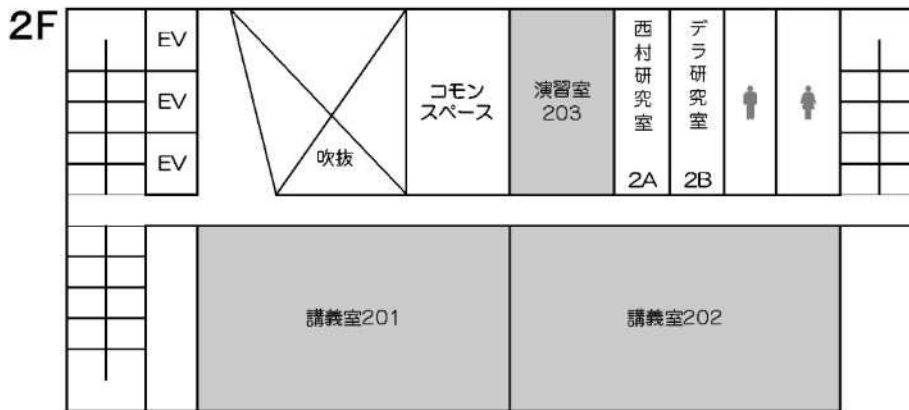 2F
EV
EV
EV
吹抜
コモン
スペース
演習室
203
西村研究室
2A
デラ研究室
2B
講義室201
講義室202